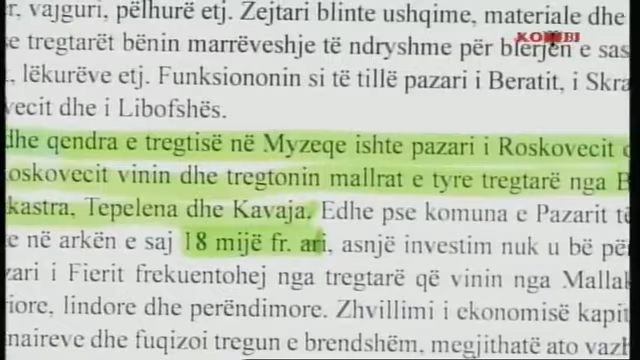 r, vajguri, pëlhurë etj. Zejtari blinte ushqime, materiale dhe
se tregtarët bënin marrëveshje të ndryshme për blerjen e sas
, lëkurëve etj. Funksiononin si të tillë pazari i Beratit, i Skra
vecit dhe i Libofshës.
dhe qendra e tregtisë në Myzeqe ishte pazari i Roskovecit
oskovecit vinin dhe tregtonin mallrat e tyre tregtarë nga B
kastra, Tepelena dhe Kavaja. Edhe pse komuna e Pazarit të
e në arkën e saj 18 mijë fr. ari, asnjë investim nuk u bë për
zari i Fierit frekuentohej nga tregtarë që vinin nga Mallak
riore, lindore dhe perëndimore. Zhvillimi i ekonomisë kapit
naireve dhe fuqizoi tregun e brendshëm, megjithatë ato vazh